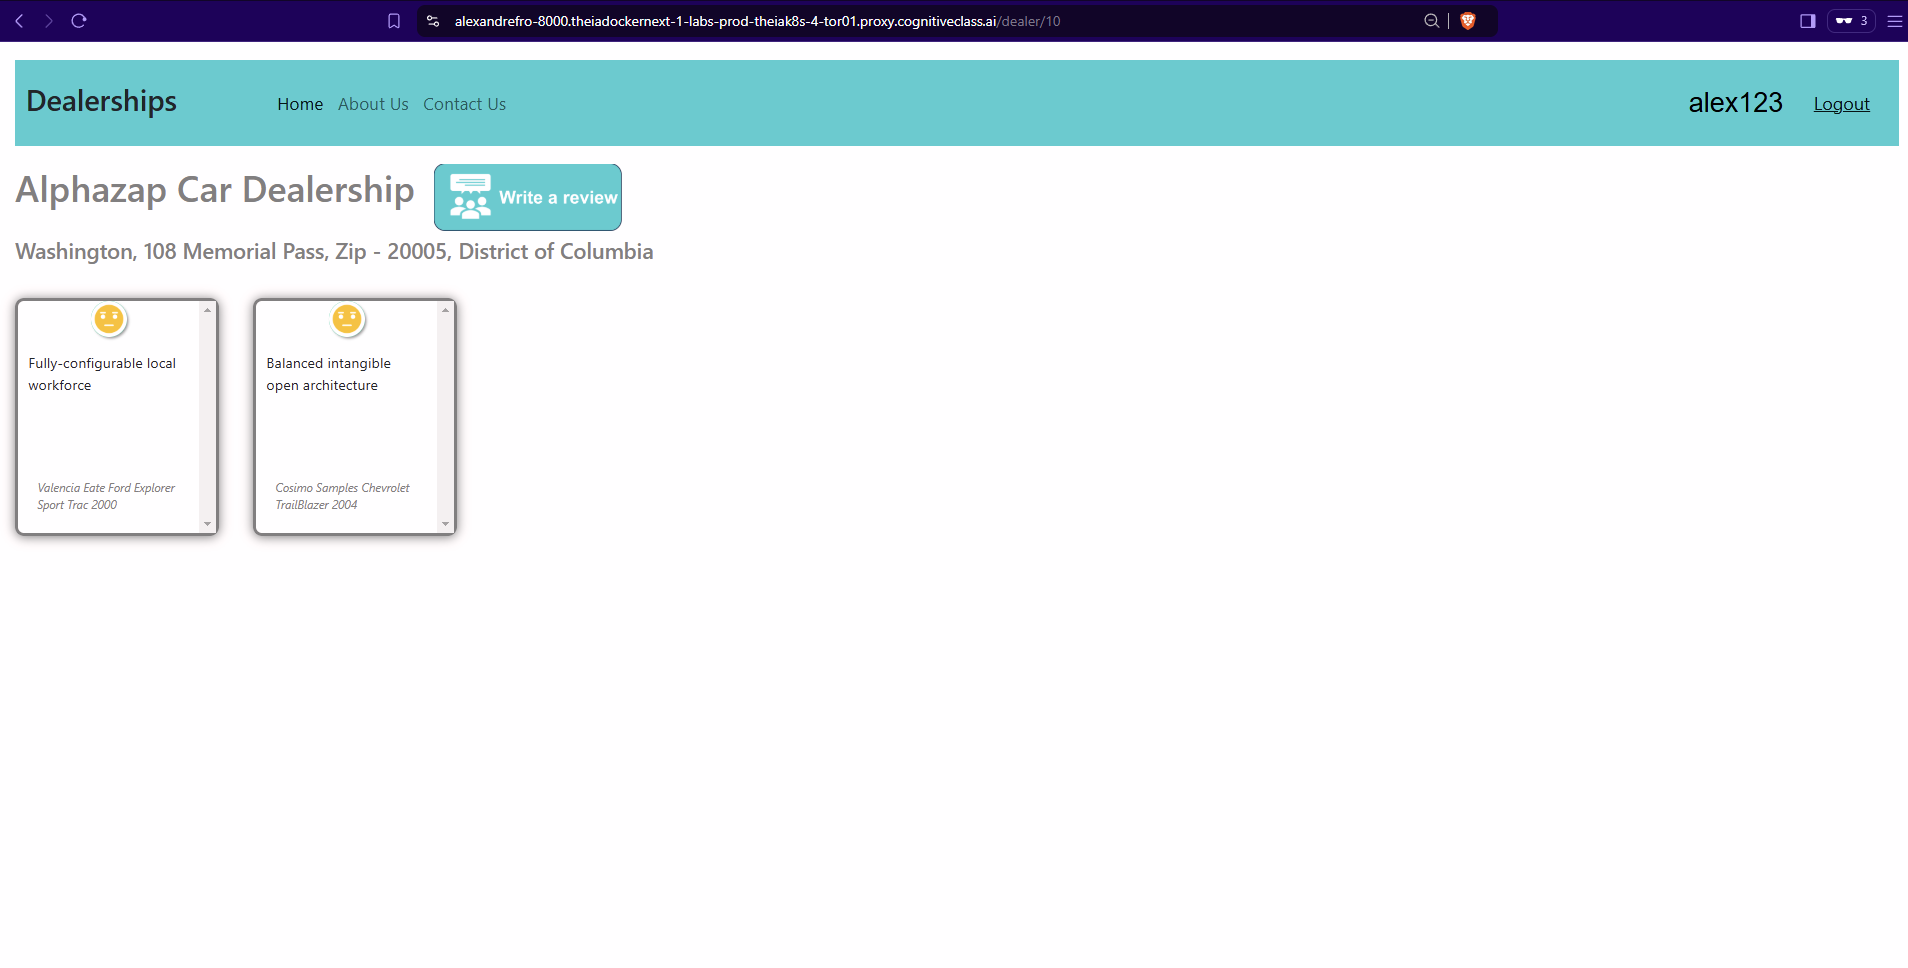 alexandrefro-8000.theiadockernext-1-labs-prod-theiak8s-4-tor01.proxy.cognitiveclass.ai/dealer/10
3
Dealerships
Home About Us Contact Us
alex123 Logout
Alphazap Car Dealership
Write a review
Washington, 108 Memorial Pass, Zip - 20005, District of Columbia
Fully-configurable local
workforce
Valencia Eate Ford Explorer
Sport Trac 2000
Balanced intangible
open architecture
Cosimo Samples Chevrolet
TrailBlazer 2004